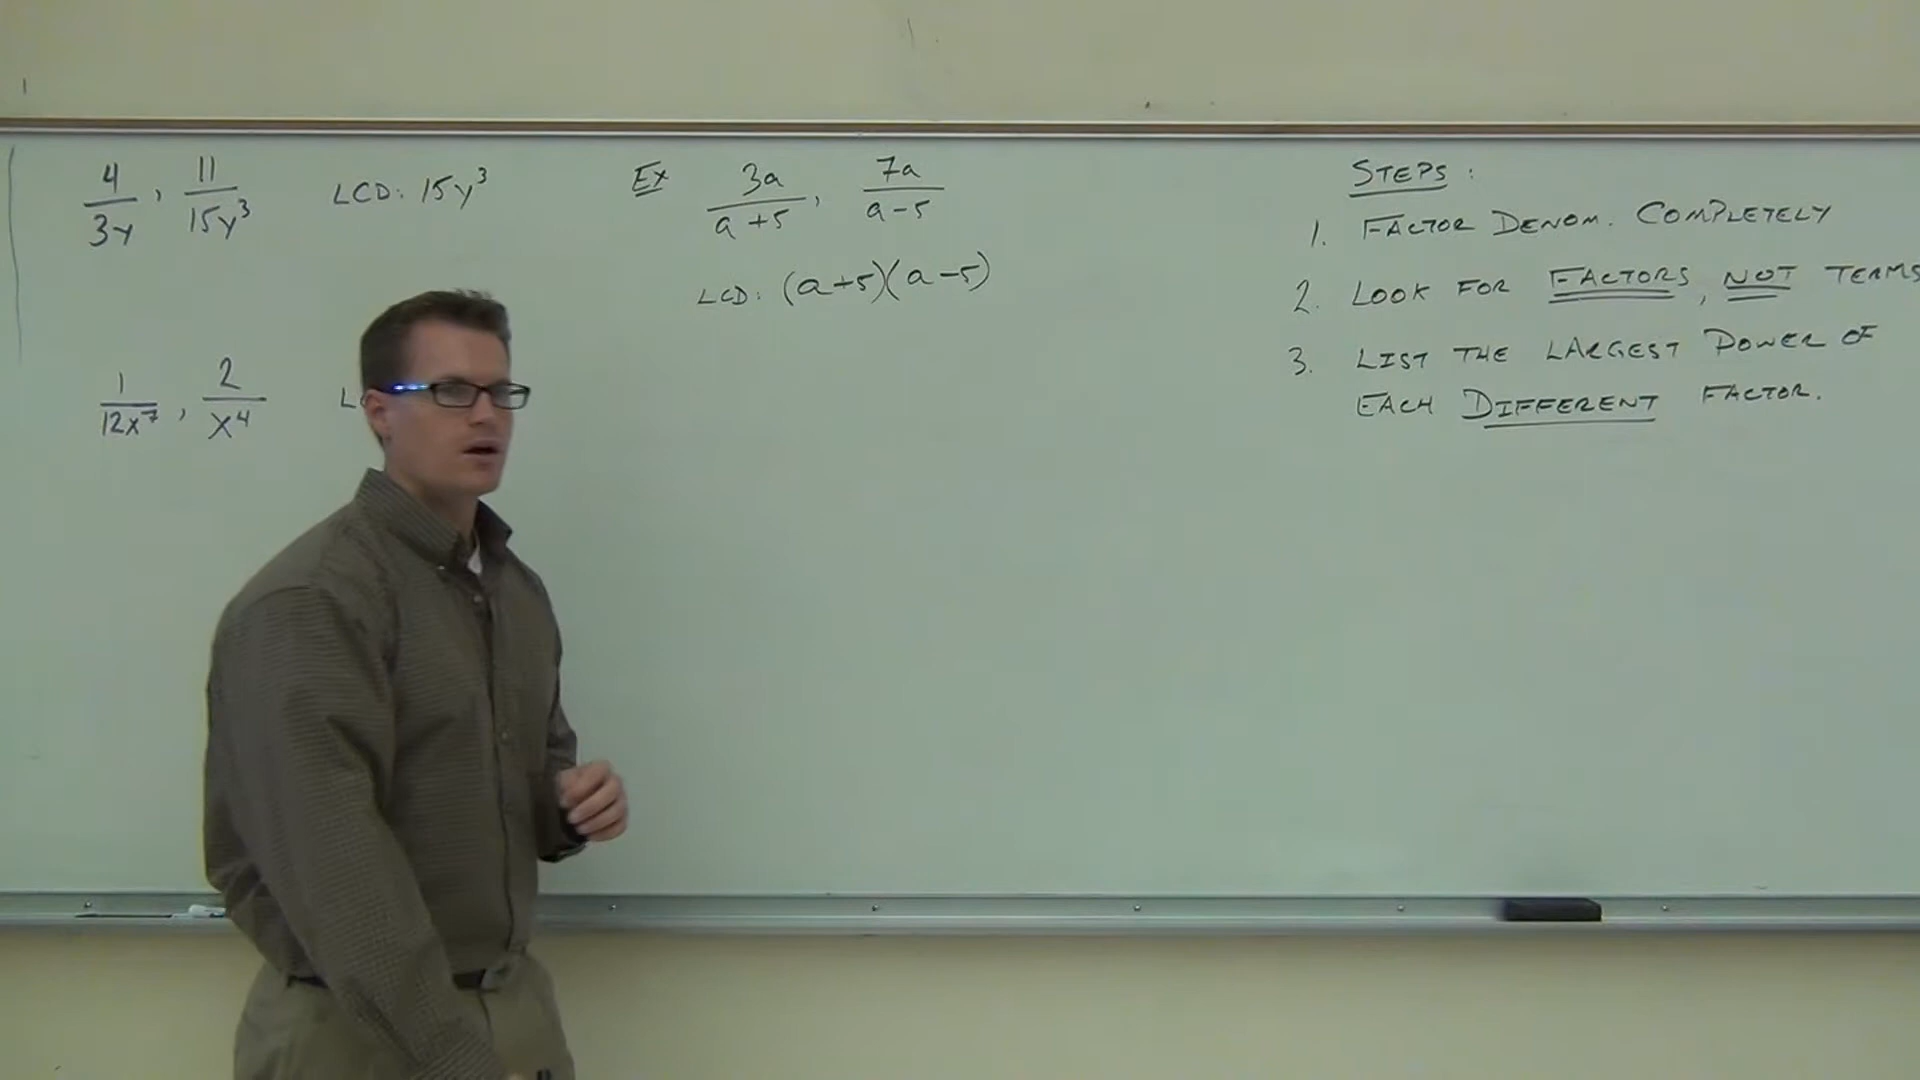 4/3y , 11/15y³ LCD: 15y³
1/12x⁷ , 2/x⁴ L
Ex 3a/a+5 , 7a/a-5
LCD: (a+5)(a-5)
STEPS:
1. FACTOR DENOM. COMPLETELY
2. LOOK FOR FACTORS, NOT TERMS
3. LIST THE LARGEST POWER OF
EACH DIFFERENT FACTOR.